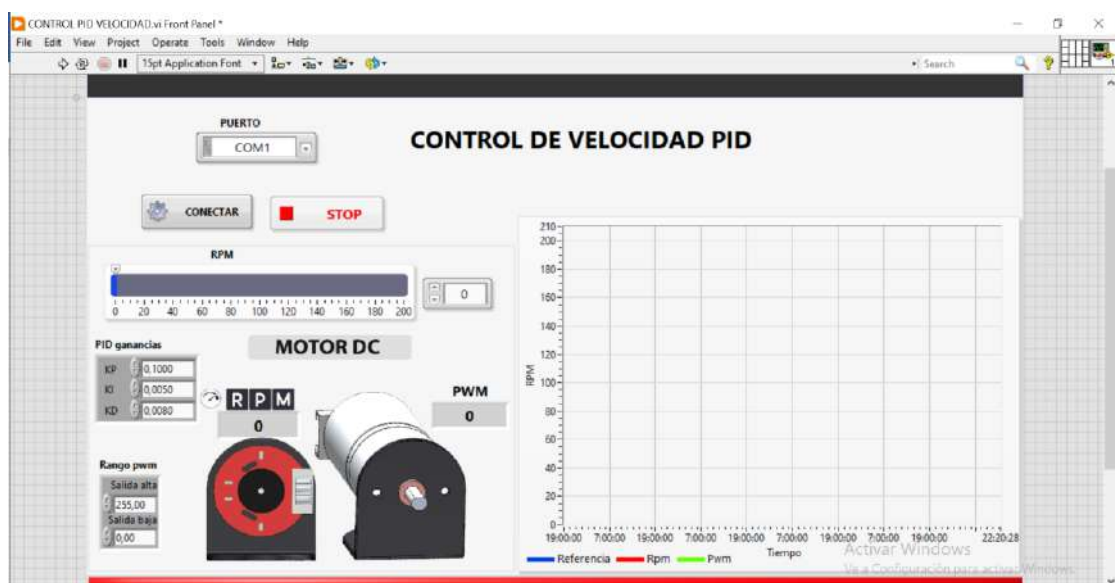 CONTROL PID VELOCIDAD.vi Front Panel *
File Edit View Project Operate Tools Window Help
15pt Application Font
Search
PUERTO
COM1
CONTROL DE VELOCIDAD PID
CONECTAR
STOP
RPM
0 20 40 60 80 100 120 140 160 180 200
0
PID ganancias
KP 0,1000
KI 0,0050
KD 0,0080
MOTOR DC
RPM
0
PWM
0
Rango pwm
Salida alta
255,00
Salida baja
0,00
210
200
180
160
140
120
100
80
60
40
20
0
RPM
19:00:00 7:00:00 19:00:00 7:00:00 19:00:00 7:00:00 19:00:00 7:00:00 19:00:00 22:20:28
Tiempo
Referencia Rpm Pwm
Activar Windows
Ve a Configuración para activar Windows.